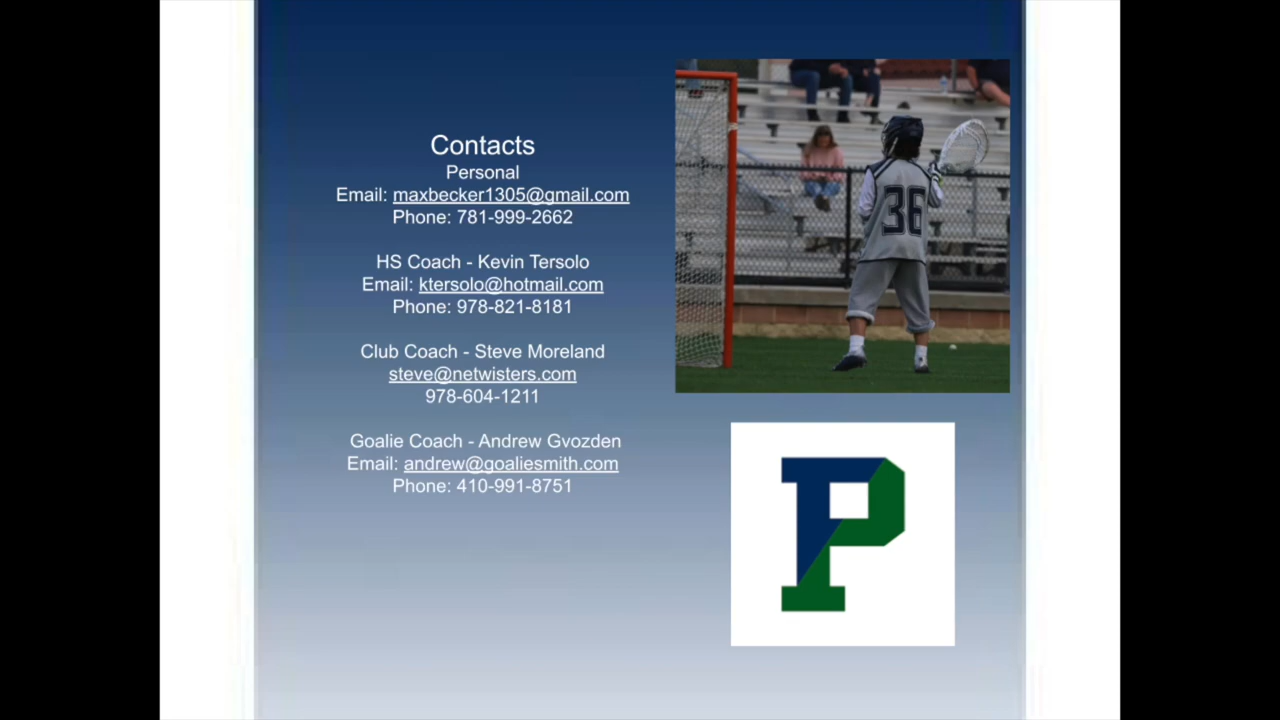 Contacts
Personal
Email: maxbecker1305@gmail.com
Phone: 781-999-2662
HS Coach - Kevin Tersolo
Email: ktersolo@hotmail.com
Phone: 978-821-8181
Club Coach - Steve Moreland
steve@netwisters.com
978-604-1211
Goalie Coach - Andrew Gvozden
Email: andrew@goaliesmith.com
Phone: 410-991-8751
36
P